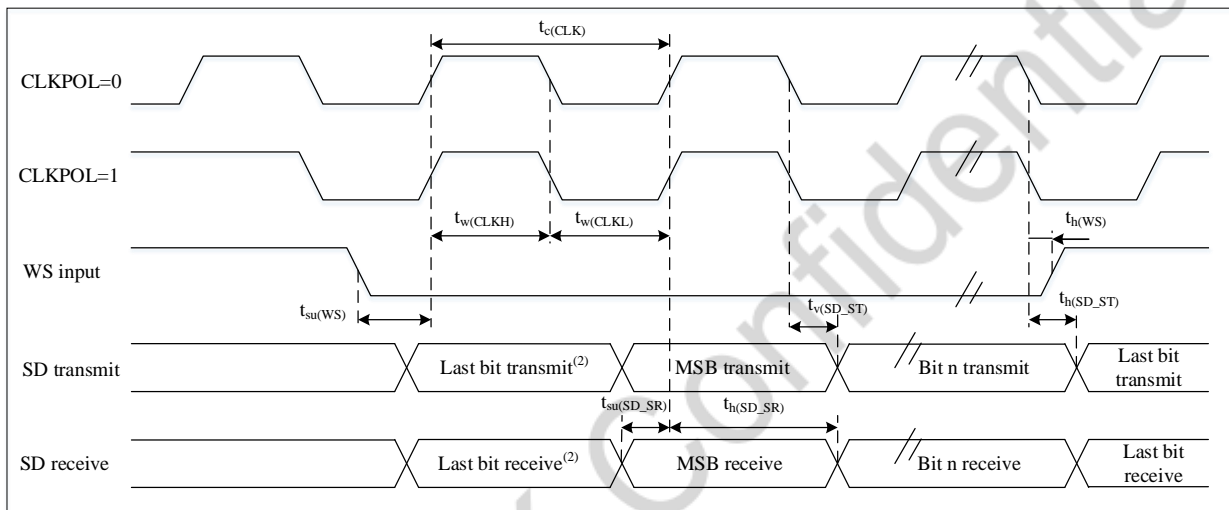 t_c(CLK)
CLKPOL=0
CLKPOL=1
t_w(CLKH)
t_w(CLKL)
t_h(WS)
WS input
t_su(WS)
t_v(SD_ST)
t_h(SD_ST)
SD transmit
Last bit transmit(2)
MSB transmit
Bit n transmit
Last bit
transmit
t_su(SD_SR)
t_h(SD_SR)
SD receive
Last bit receive(2)
MSB receive
Bit n receive
Last bit
receive
Confidential